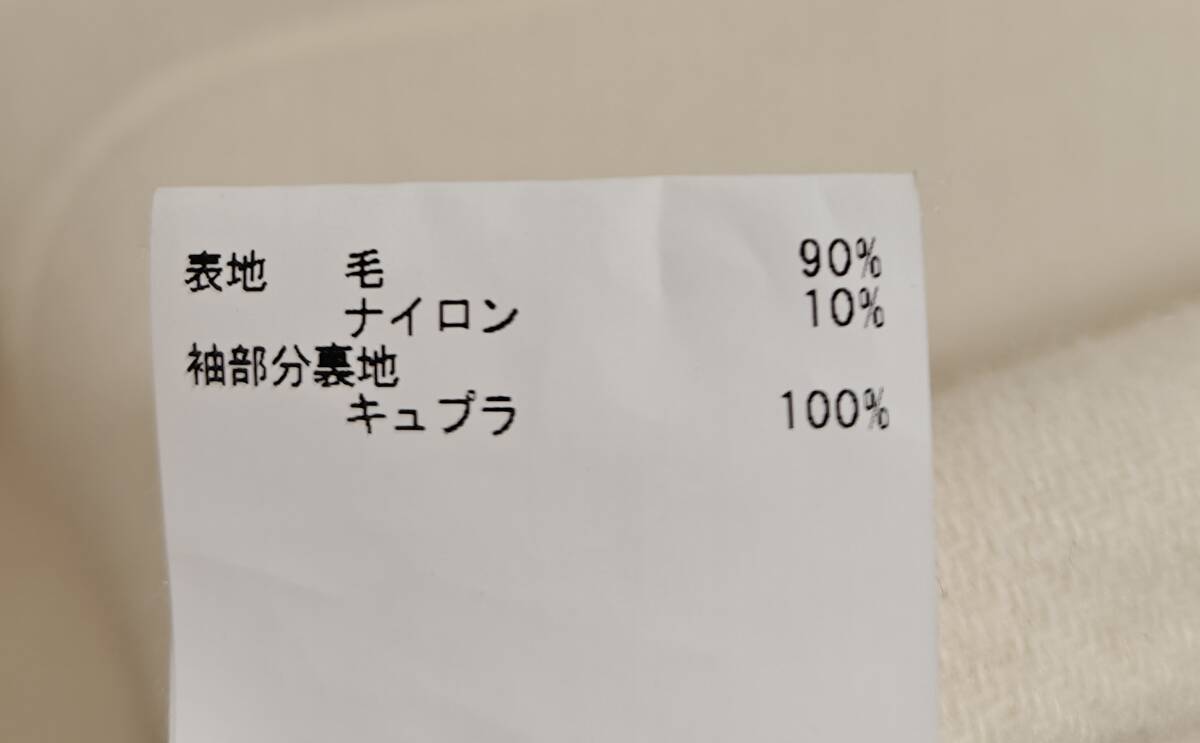 表地 毛 90%
ナイロン 10%
袖部分裏地
キュプラ 100%